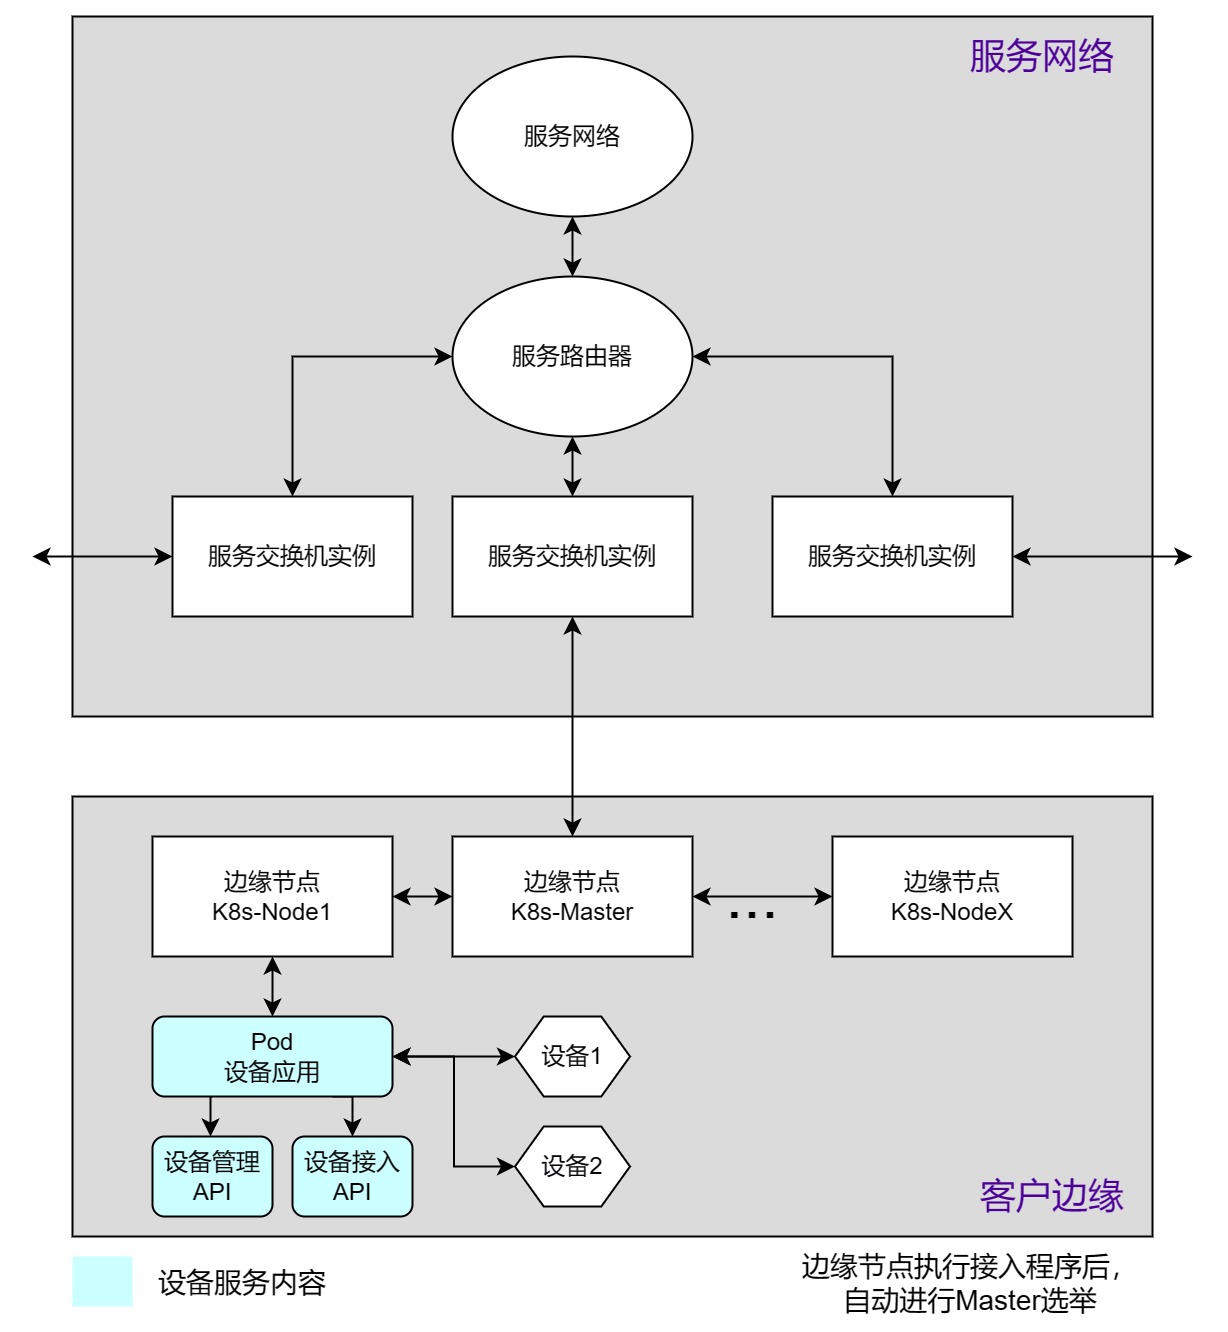 服务网络
服务网络
服务路由器
服务交换机实例
服务交换机实例
服务交换机实例
边缘节点
K8s-Node1
边缘节点
K8s-Master
...
边缘节点
K8s-NodeX
Pod
设备应用
设备1
设备管理
API
设备接入
API
设备2
客户边缘
设备服务内容
边缘节点执行接入程序后，
自动进行Master选举